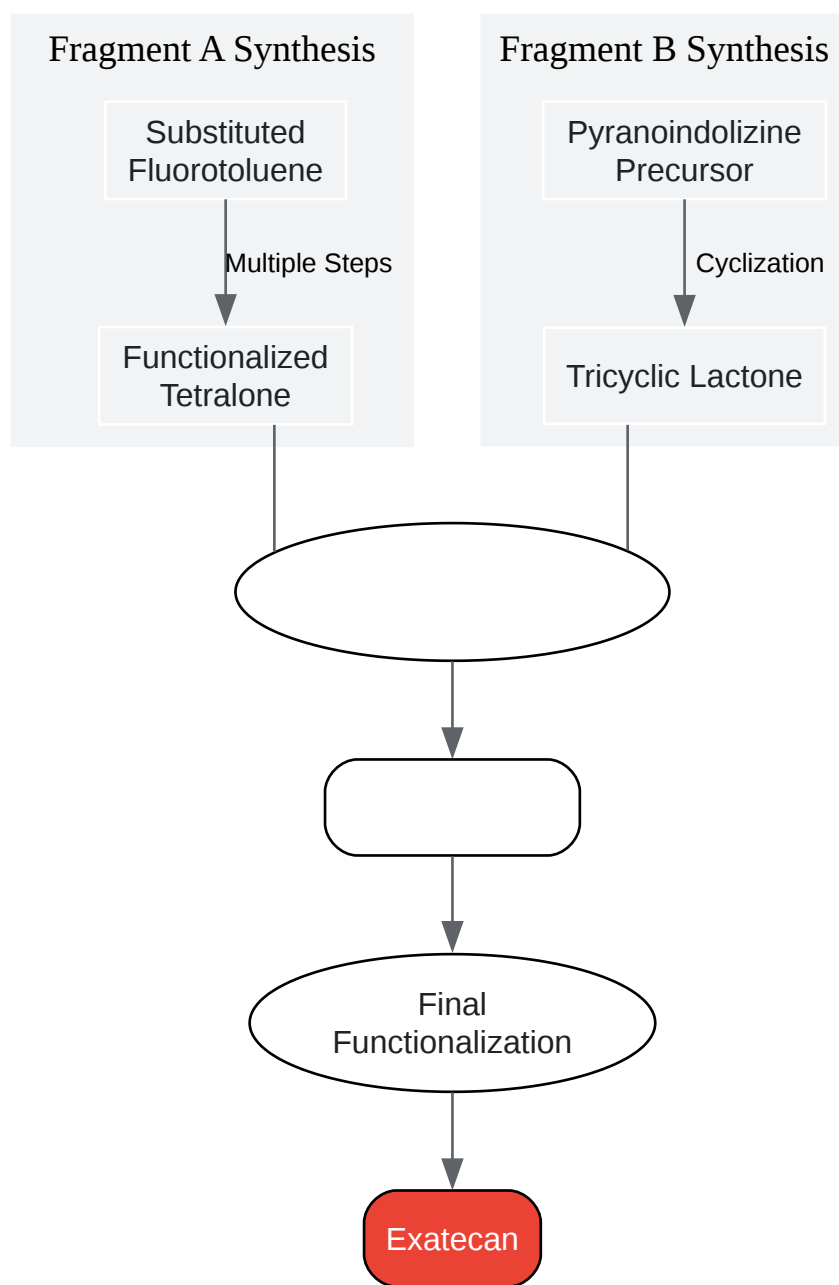 Fragment A Synthesis
Substituted
Fluorotoluene
Multiple Steps
Functionalized
Tetralone
Fragment B Synthesis
Pyranoindolizine
Precursor
Cyclization
Tricyclic Lactone
Final
Functionalization
Exatecan